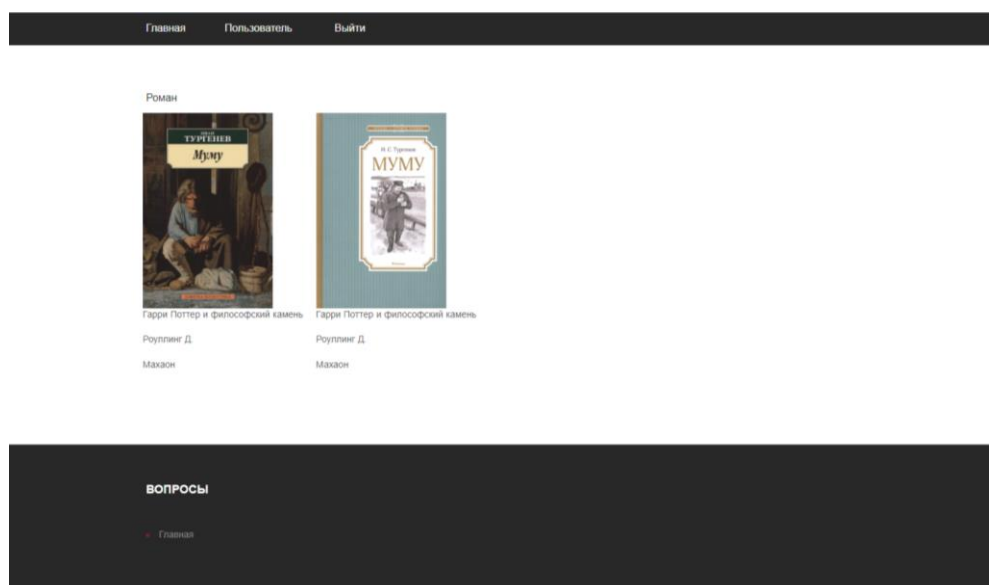 Главная Пользователь Выйти
Роман
ИВАН
ТУРГЕНЕВ
Муму
И. С. Тургенев
МУМУ
Гарри Поттер и философский камень Гарри Поттер и философский камень
Роуллинг Д. Роуллинг Д.
Махаон Махаон
ВОПРОСЫ
Главная